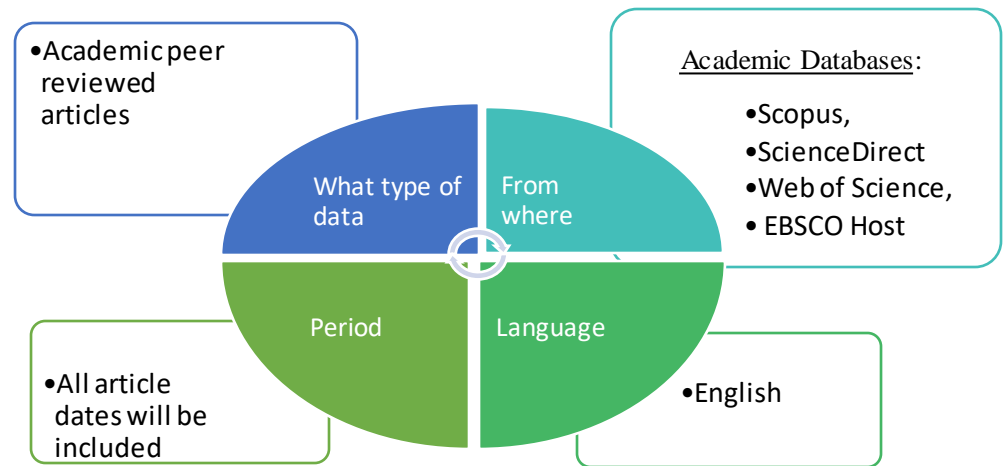 •Academic peer
reviewed
articles
Academic Databases:
•Scopus,
•ScienceDirect
•Web of Science,
• EBSCO Host
What type of
data
From
where
Period
Language
•All article
dates will be
included
•English